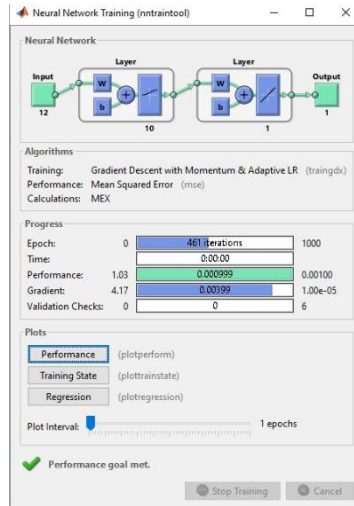 Neural Network Training (nntraintool)
Neural Network
Layer Layer
Input Output
W W
b b
12 1
10 1
Algorithms
Training: Gradient Descent with Momentum & Adaptive LR (traingdx)
Performance: Mean Squared Error (mse)
Calculations: MEX
Progress
Epoch: 0 461 iterations 1000
Time: 0:00:00
Performance: 1.03 0.000999 0.00100
Gradient: 4.17 0.00399 1.00e-05
Validation Checks: 0 0 6
Plots
Performance (plotperform)
Training State (plottrainstate)
Regression (plotregression)
Plot Interval: 1 epochs
Performance goal met.
Stop Training Cancel